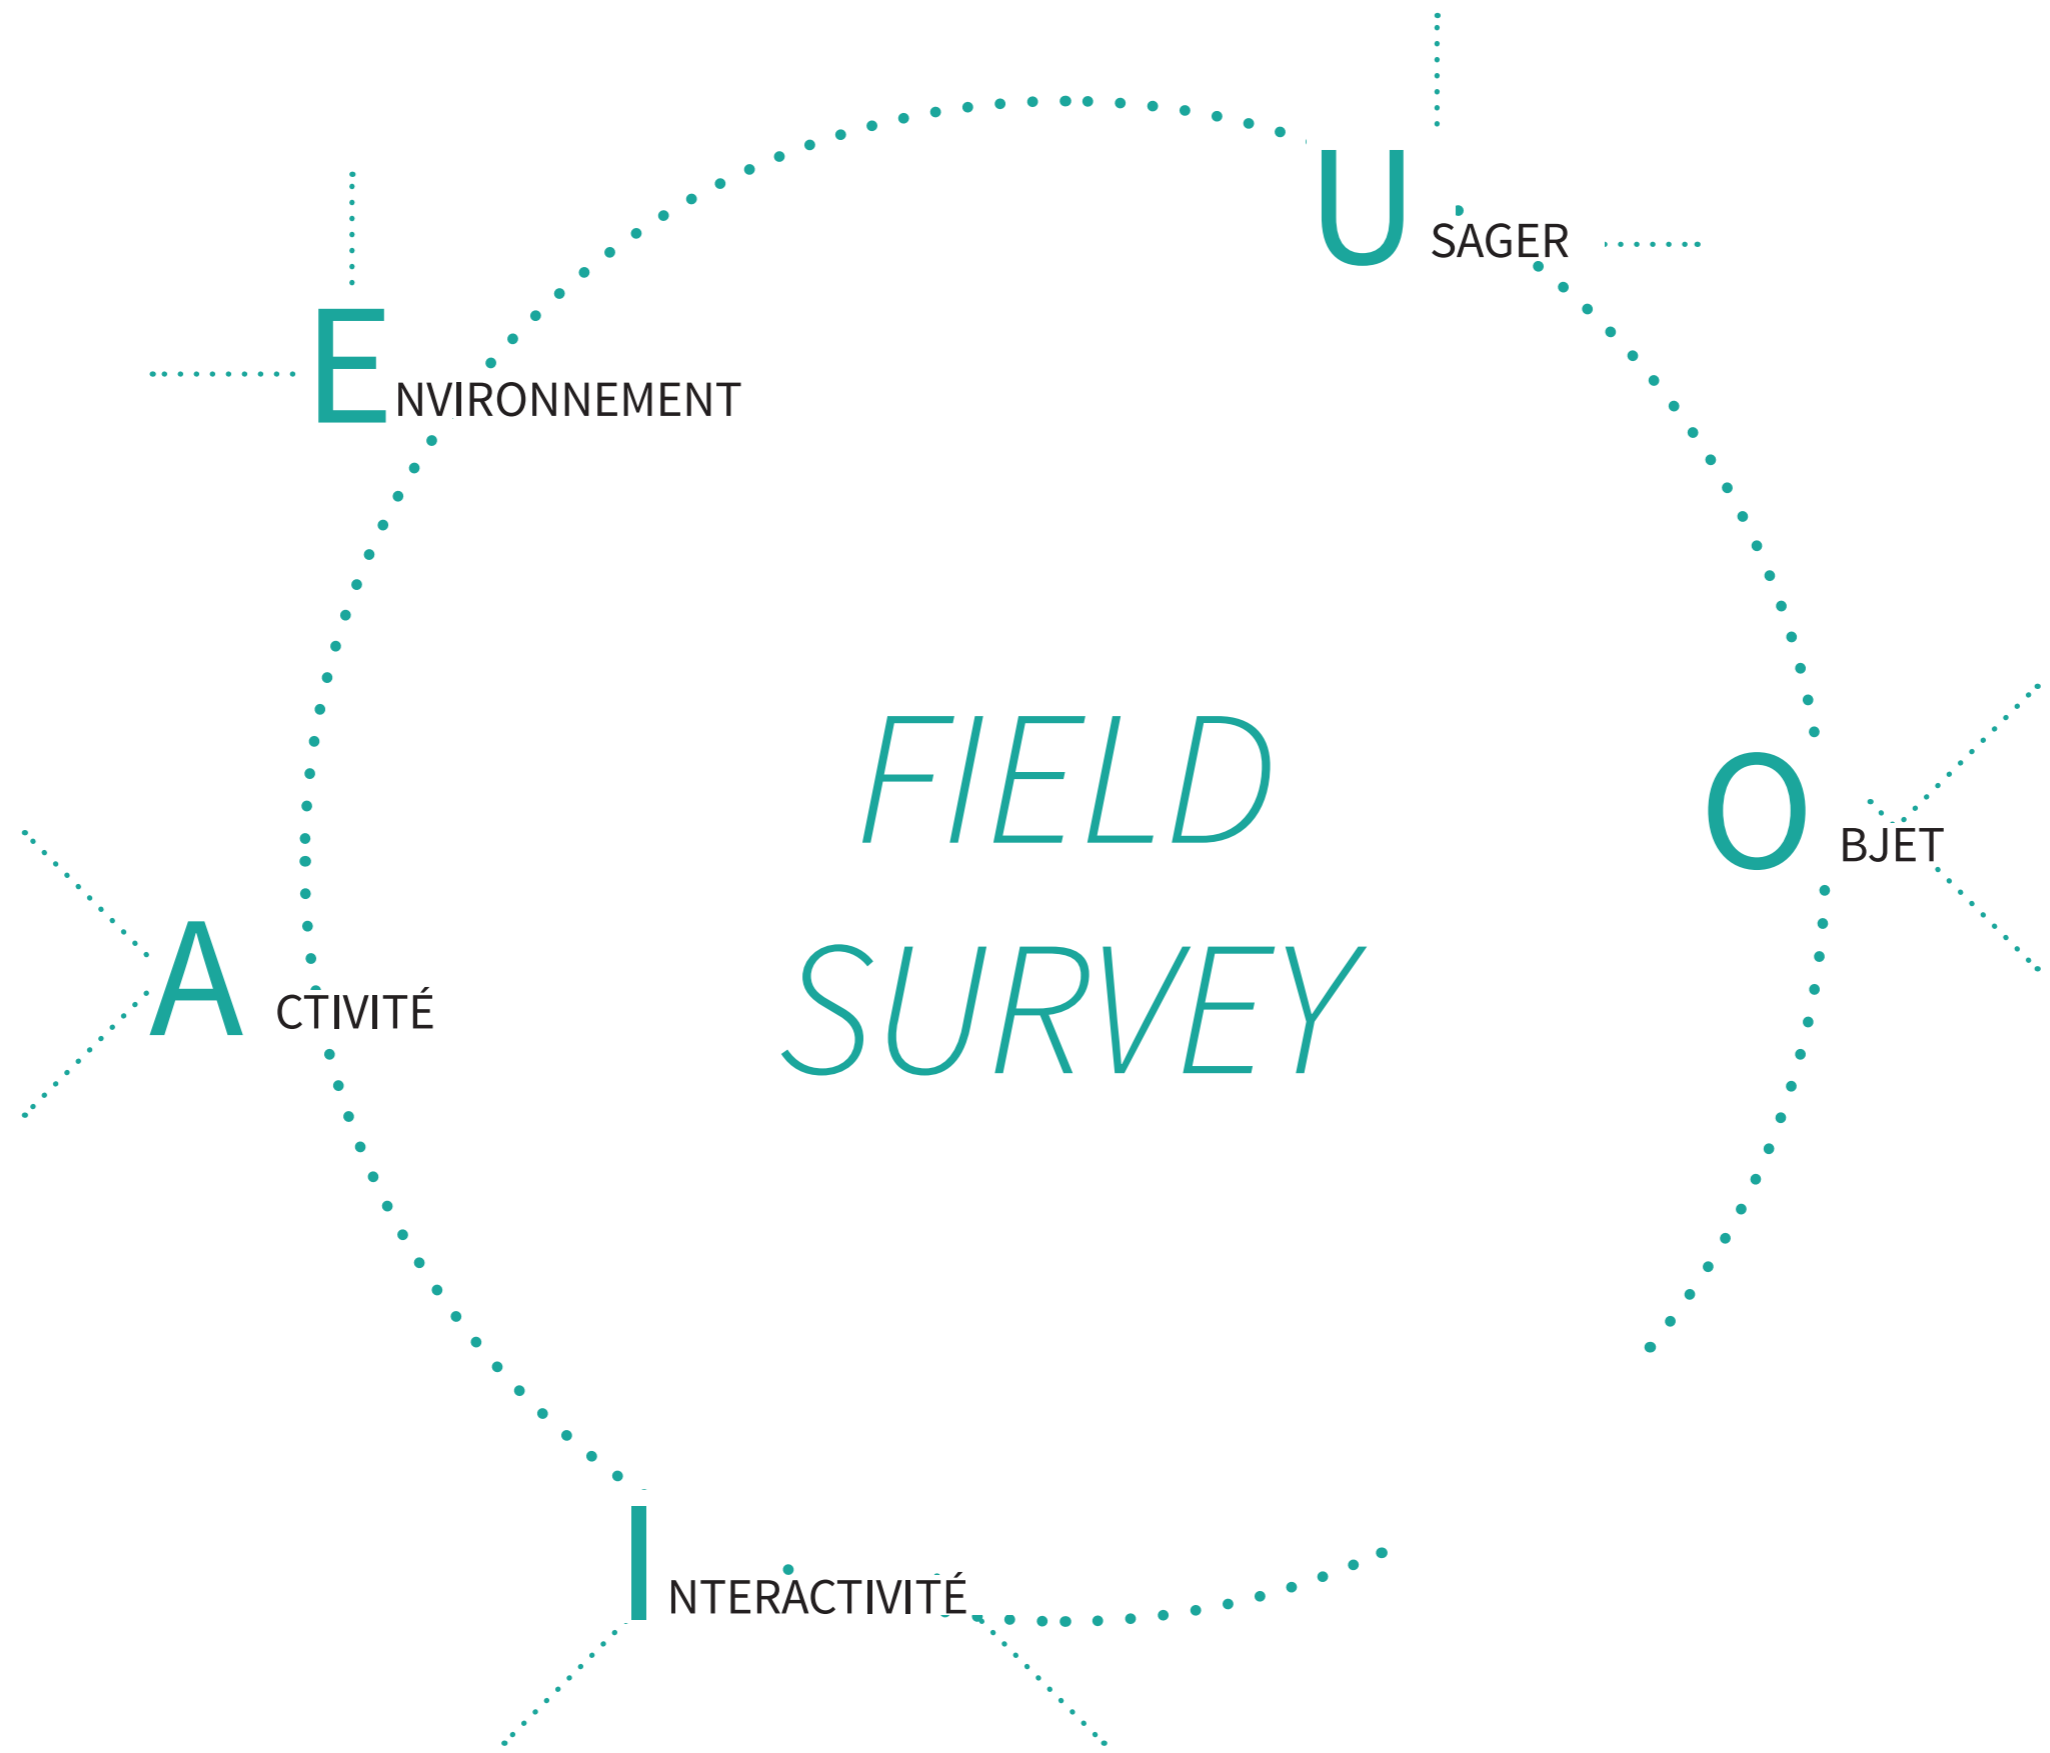 USAGER
ENVIRONNEMENT
FIELD
SURVEY
OBJET
ACTIVITÉ
INTERACTIVITÉ